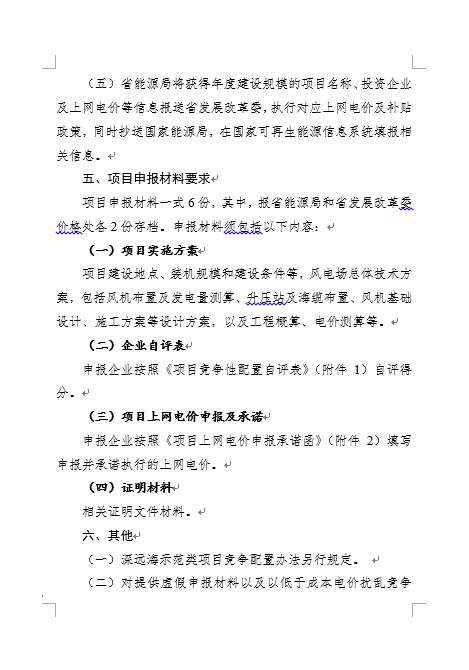 （五）省能源局将获得年度建设规模的项目名称、投资企业
及上网电价等信息报送省发展改革委，执行对应上网电价及补贴
政策，同时抄送国家能源局，在国家可再生能源信息系统填报相
关信息。
五、项目申报材料要求
项目申报材料一式 6 份，其中，报省能源局和省发展改革委
价格处各 2 份存档。申报材料须包括以下内容：
（一）项目实施方案
项目建设地点、装机规模和建设条件等，风电场总体技术方
案，包括风机布置及发电量测算、升压站及海缆布置、风机基础
设计、施工方案等设计方案，以及工程概算、电价测算等。
（二）企业自评表
申报企业按照《项目竞争性配置自评表》（附件 1）自评得
分。
（三）项目上网电价申报及承诺
申报企业按照《项目上网电价申报承诺函》（附件 2）填写
申报并承诺执行的上网电价。
（四）证明材料
相关证明文件材料。
六、其他
（一）深远海示范类项目竞争配置办法另行规定。
（二）对提供虚假申报材料以及以低于成本电价扰乱竞争